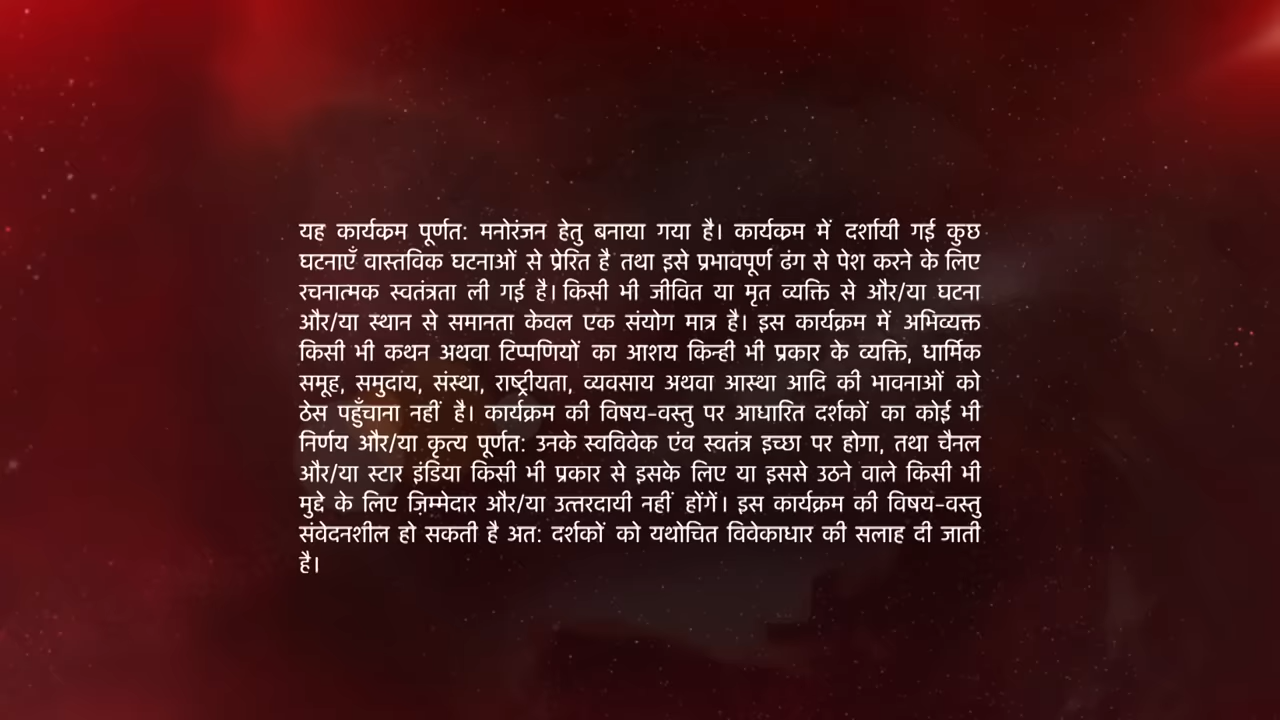 यह कार्यक्रम पूर्णत: मनोरंजन हेतु बनाया गया है। कार्यक्रम में दर्शायी गई कुछ
घटनाएँ वास्तविक घटनाओं से प्रेरित है तथा इसे प्रभावपूर्ण ढंग से पेश करने के लिए
रचनात्मक स्वतंत्रता ली गई है। किसी भी जीवित या मृत व्यक्ति से और/या घटना
और/या स्थान से समानता केवल एक संयोग मात्र है। इस कार्यक्रम में अभिव्यक्त
किसी भी कथन अथवा टिप्पणियों का आशय किन्ही भी प्रकार के व्यक्ति, धार्मिक
समूह, समुदाय, संस्था, राष्ट्रीयता, व्यवसाय अथवा आस्था आदि की भावनाओं को
ठेस पहुँचाना नहीं है। कार्यक्रम की विषय-वस्तु पर आधारित दर्शकों का कोई भी
निर्णय और/या कृत्य पूर्णत: उनके स्वविवेक एंव स्वतंत्र इच्छा पर होगा, तथा चैनल
और/या स्टार इंडिया किसी भी प्रकार से इसके लिए या इससे उठने वाले किसी भी
मुद्दे के लिए ज़िम्मेदार और/या उत्तरदायी नहीं होंगें। इस कार्यक्रम की विषय-वस्तु
संवेदनशील हो सकती है अत: दर्शकों को यथोचित विवेकाधार की सलाह दी जाती
है।